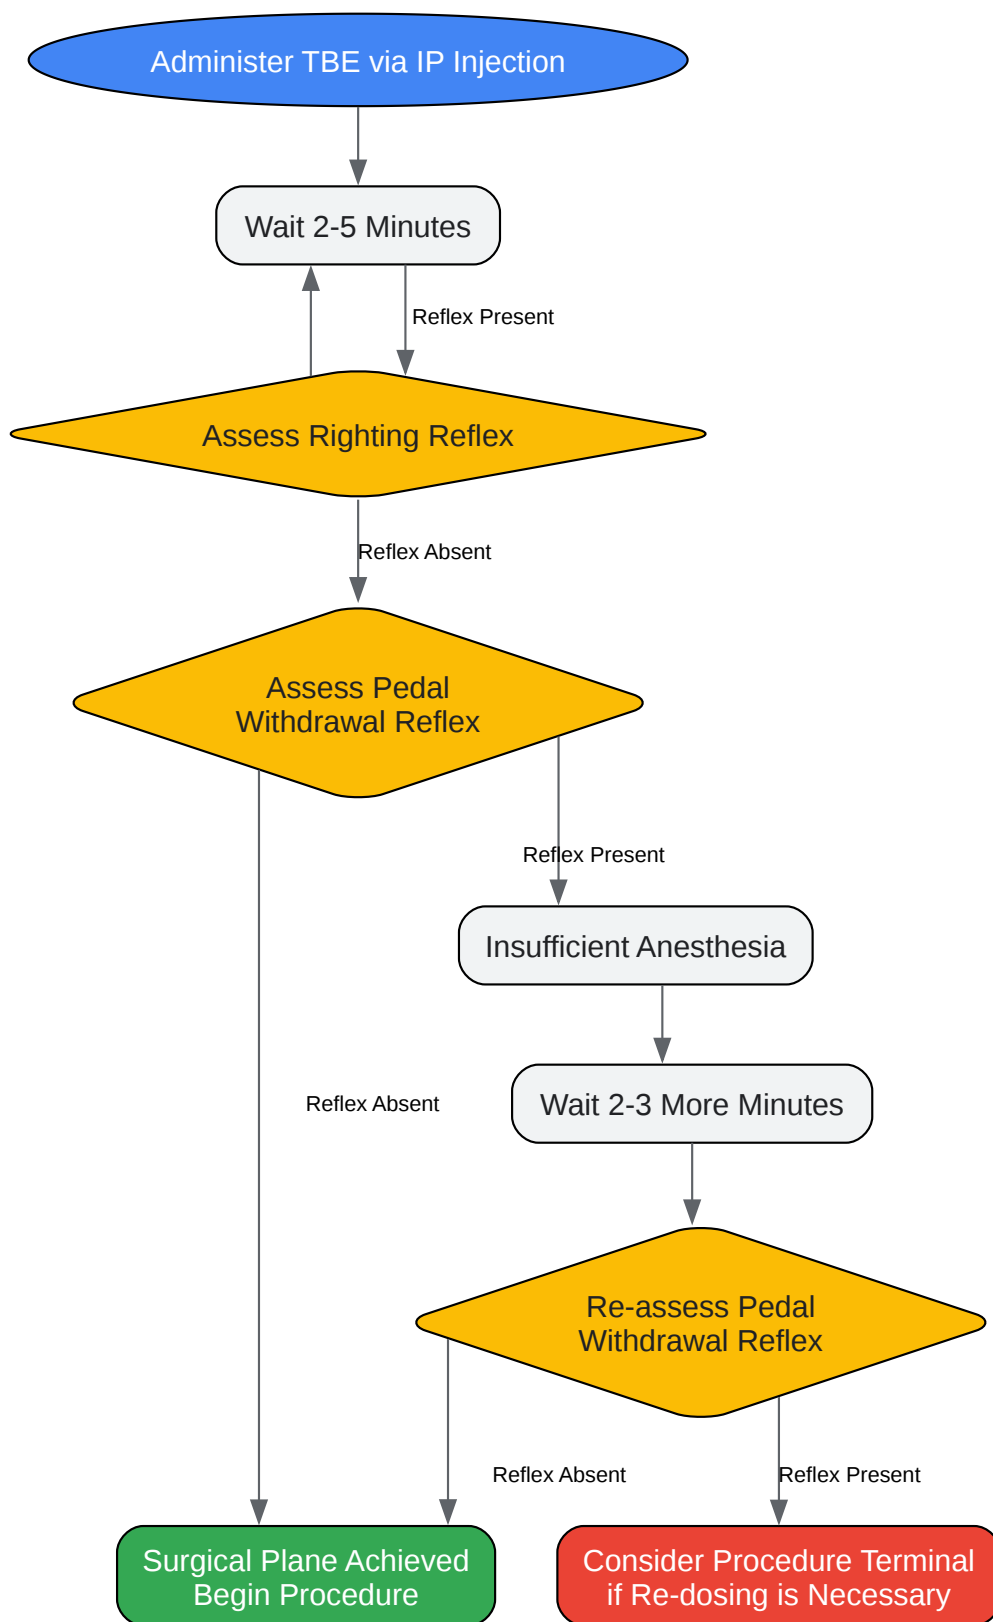 Administer TBE via IP Injection
Wait 2-5 Minutes
Reflex Present
Assess Righting Reflex
Reflex Absent
Assess Pedal
Withdrawal Reflex
Reflex Present
Insufficient Anesthesia
Reflex Absent
Wait 2-3 More Minutes
Re-assess Pedal
Withdrawal Reflex
Reflex Absent
Reflex Present
Surgical Plane Achieved
Begin Procedure
Consider Procedure Terminal
if Re-dosing is Necessary